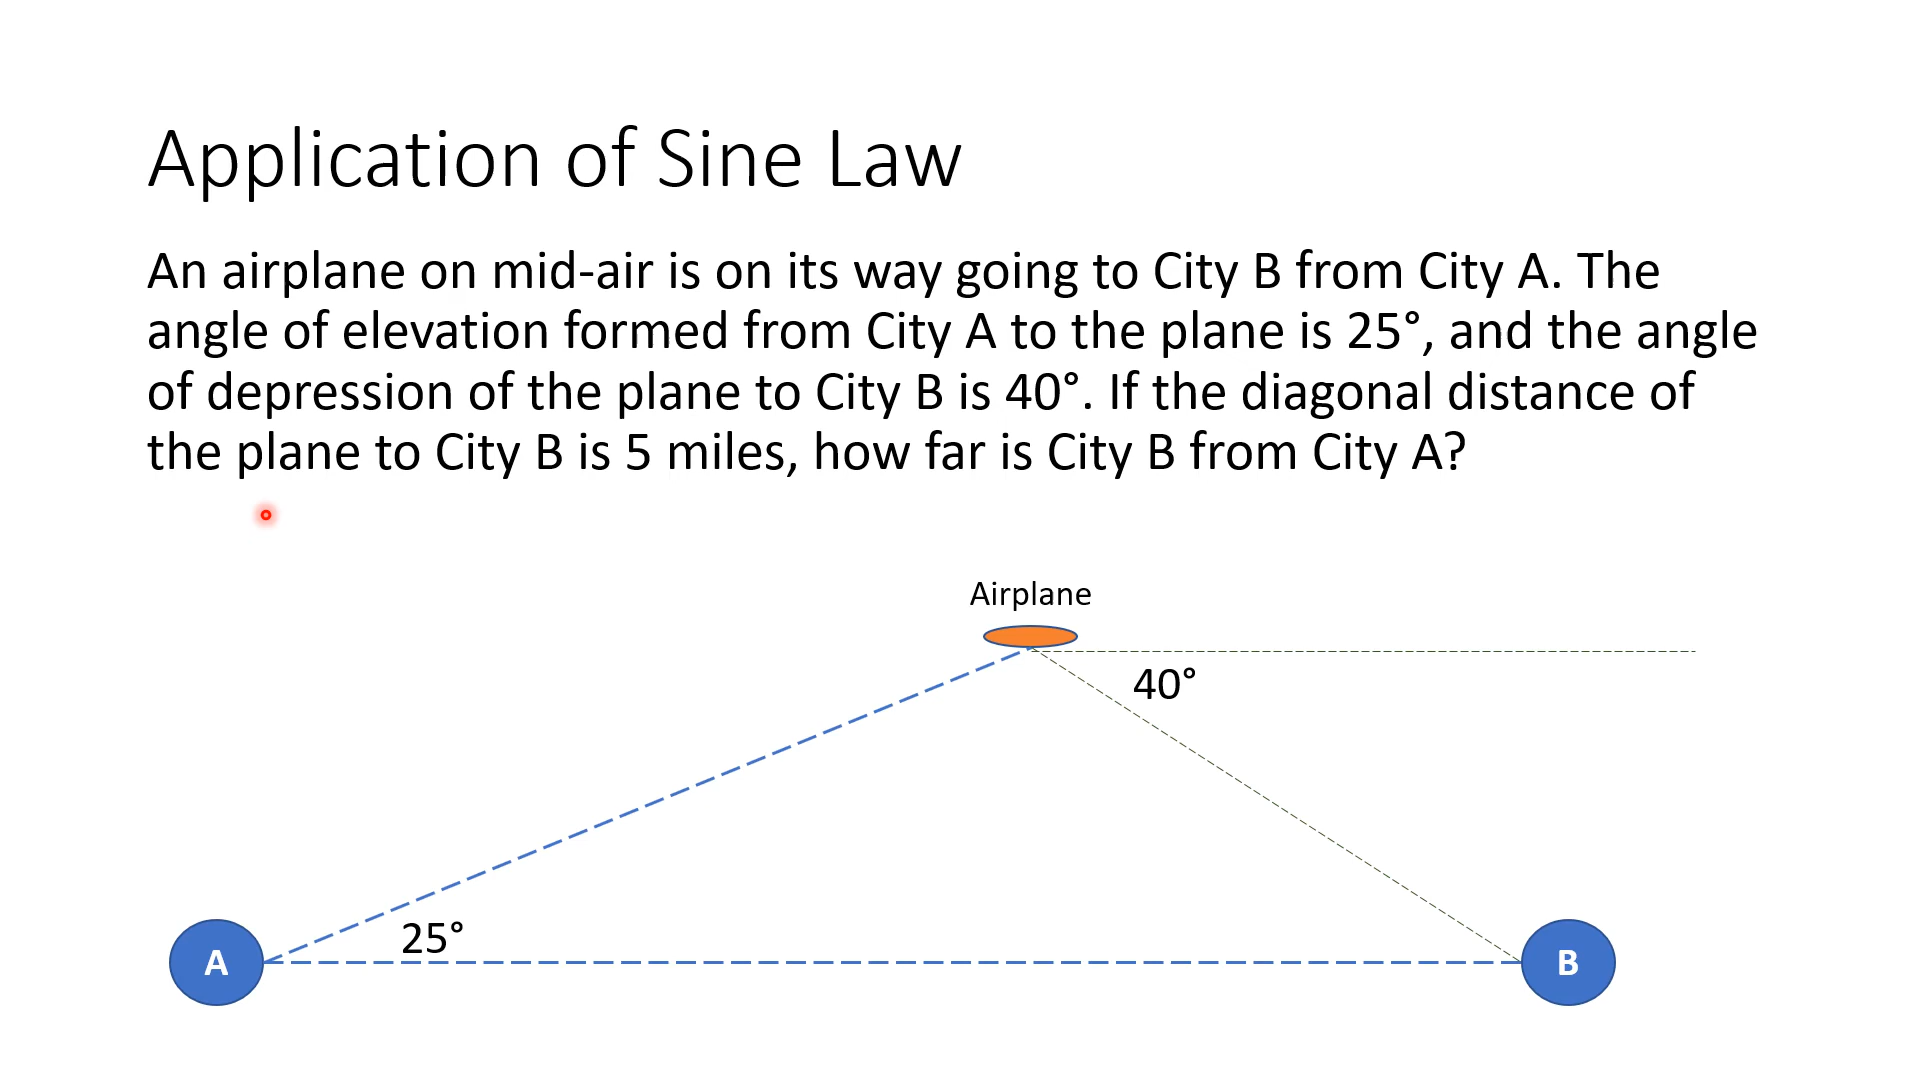 Application of Sine Law
An airplane on mid-air is on its way going to City B from City A. The
angle of elevation formed from City A to the plane is 25°, and the angle
of depression of the plane to City B is 40°. If the diagonal distance of
the plane to City B is 5 miles, how far is City B from City A?
Airplane
40°
25°
A
B